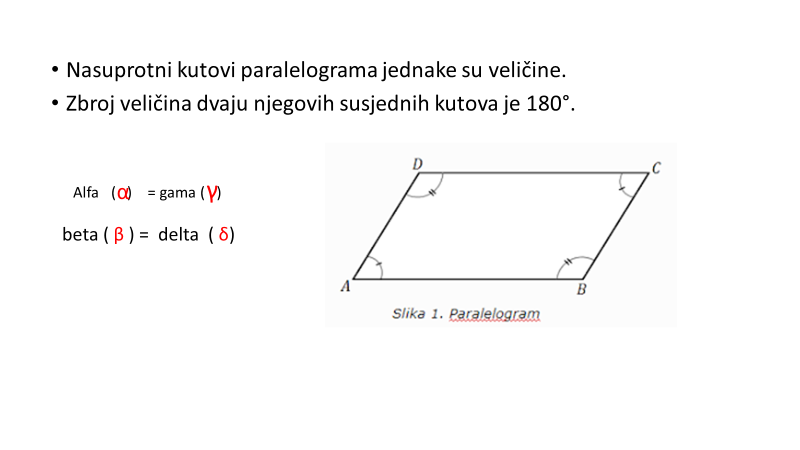 • Nasuprotni kutovi paralelograma jednake su veličine.
• Zbroj veličina dvaju njegovih susjednih kutova je 180°.
Alfa (α) = gama (γ)
beta ( β ) = delta ( δ)
D
C
A
B
Slika 1. Paralelogram